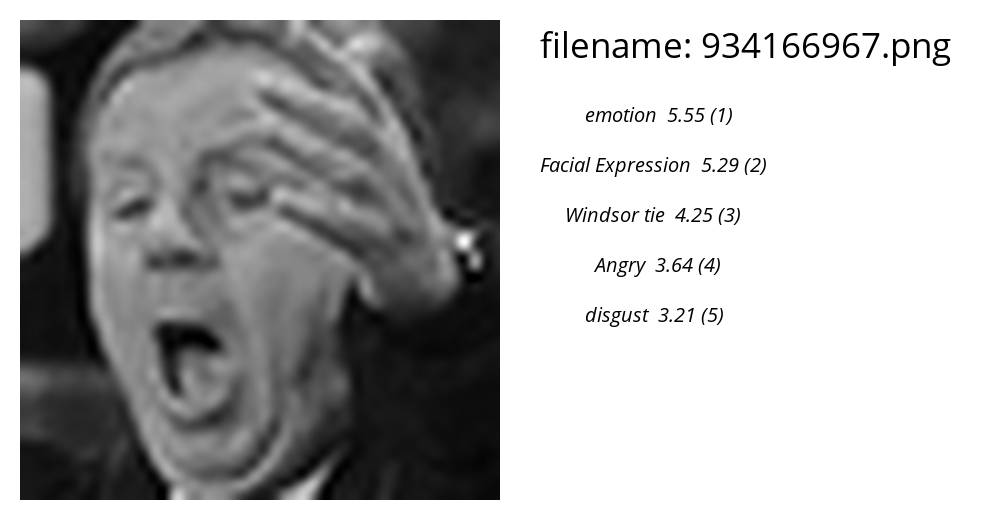 filename: 934166967.png
emotion 5.55 (1)
Facial Expression 5.29 (2)
Windsor tie 4.25 (3)
Angry 3.64 (4)
disgust 3.21 (5)